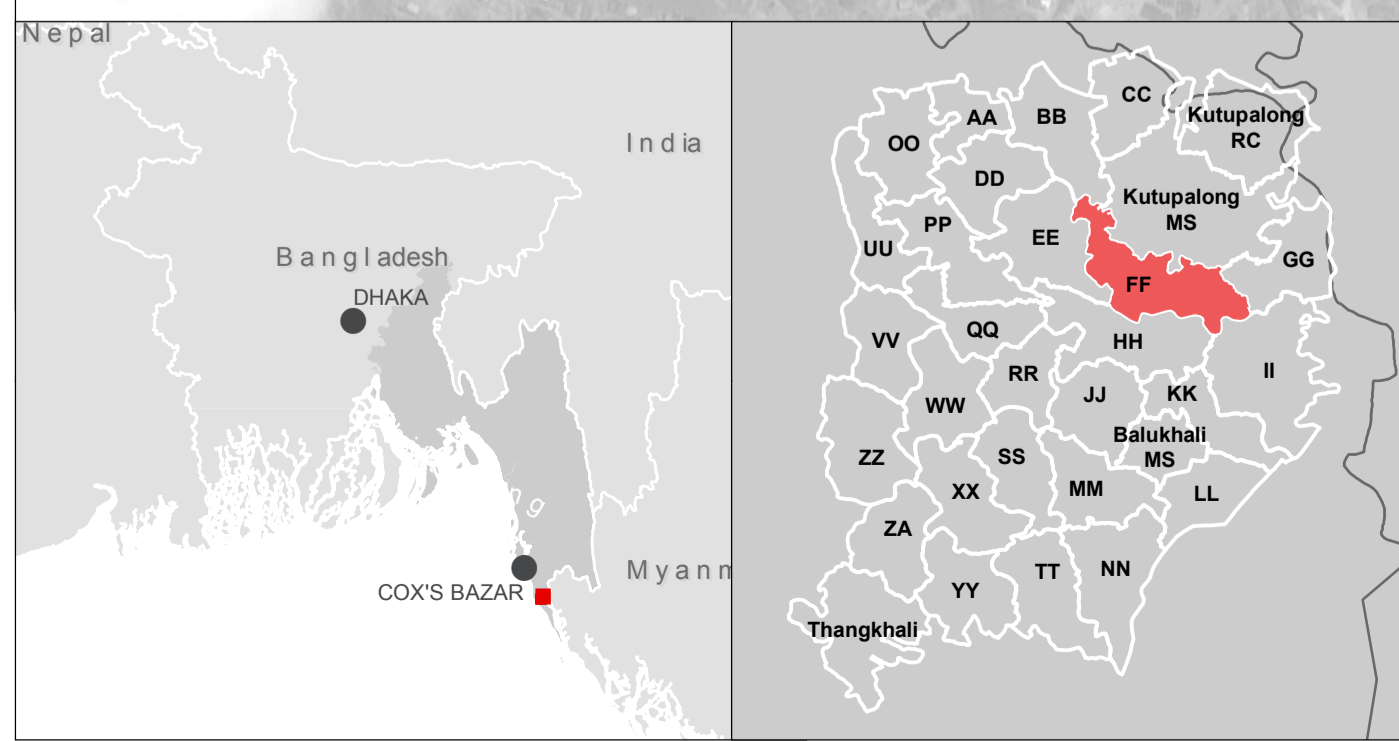 Nepal
India
Bangladesh
DHAKA
ng
COX'S BAZAR
Myanm
CC
Kutupalong
RC
AA
BB
OO
DD
Kutupalong
MS
PP
EE
UU
GG
FF
VV
QQ
HH
RR
II
WW
JJ
KK
Balukhali
MS
ZZ
SS
XX
MM
LL
ZA
TT
NN
YY
Thangkhali